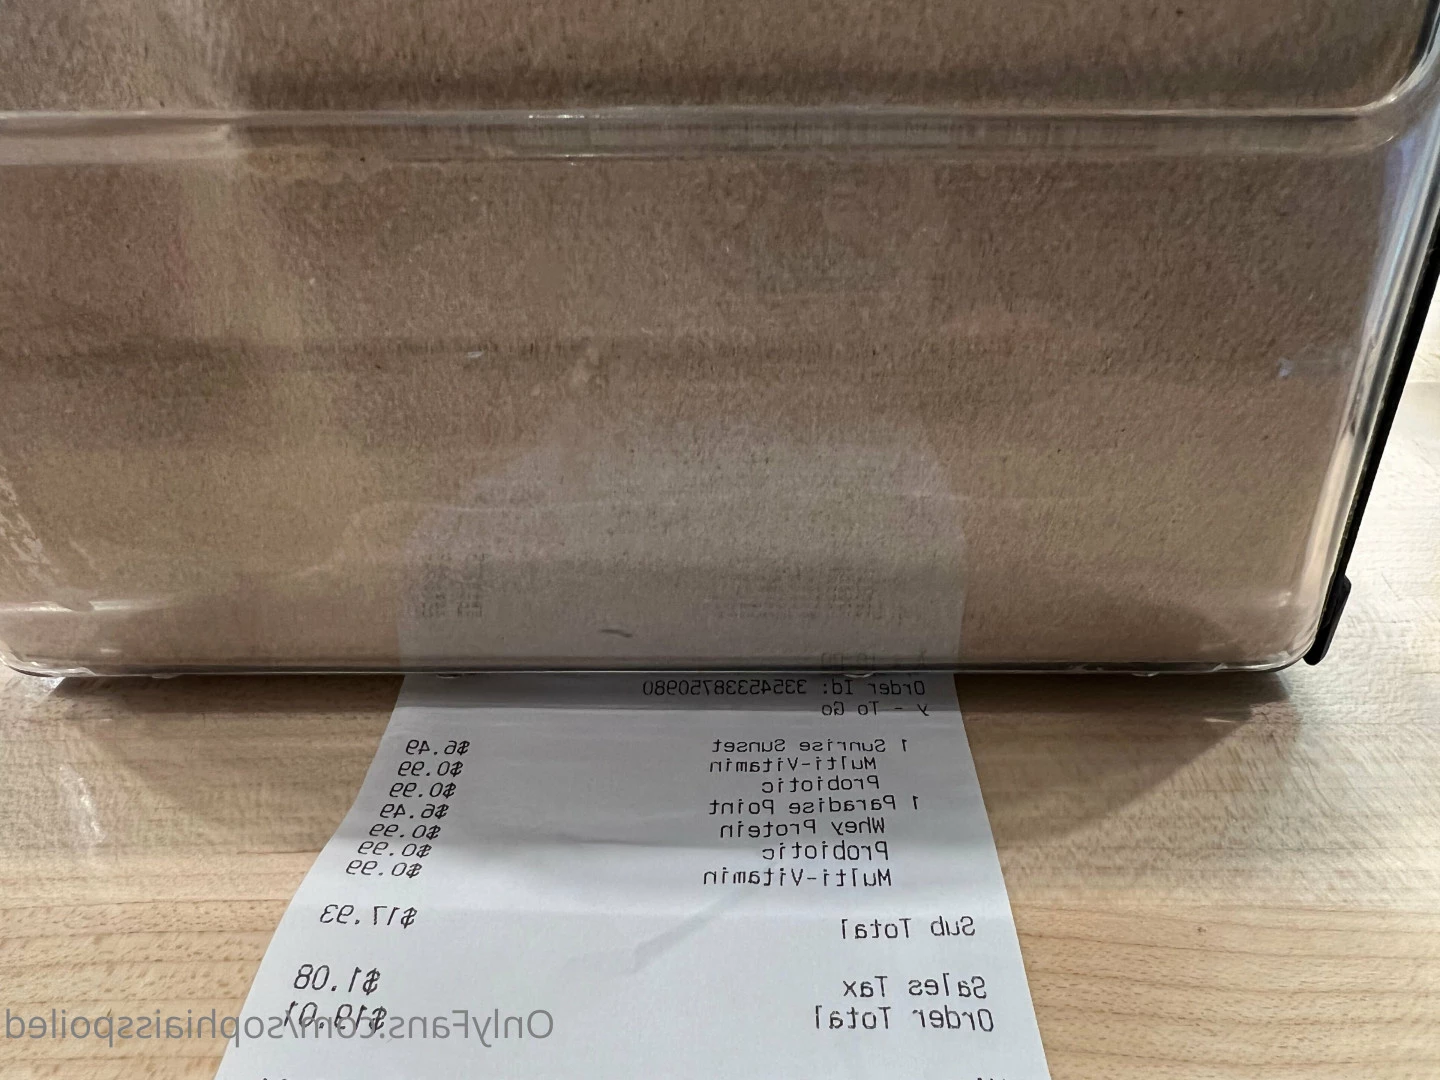 Order Id: 335453387509​80
y - To Go
1 Sunrise Sunset $6.49
Multi-Vitamin $0.99
Probiotic $0.99
1 Paradise Point $6.49
Whey Protein $0.99
Probiotic $0.99
Multi-Vitamin $0.99
Sub Total $17.93
Sales Tax $1.08
Order Total $19.01
OnlyFans.com/sophiaisspoiled